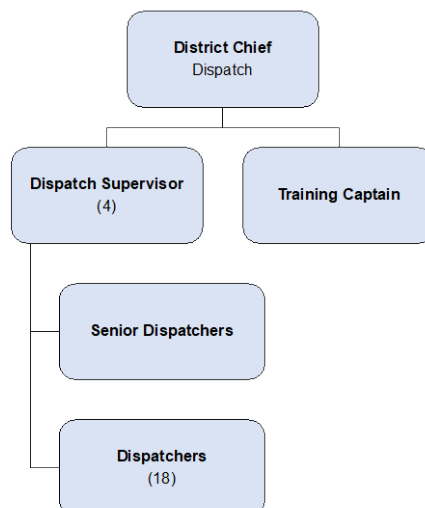 District Chief
Dispatch
Dispatch Supervisor
(4)
Training Captain
Senior Dispatchers
Dispatchers
(18)